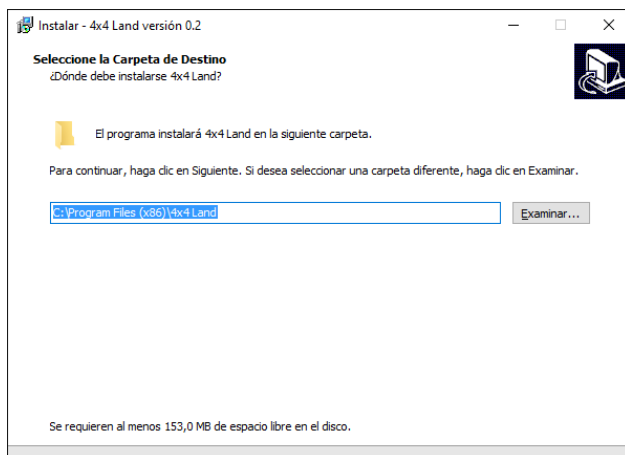 Instalar - 4x4 Land versión 0.2
Seleccione la Carpeta de Destino
¿Dónde debe instalarse 4x4 Land?
El programa instalará 4x4 Land en la siguiente carpeta.
Para continuar, haga clic en Siguiente. Si desea seleccionar una carpeta diferente, haga clic en Examinar.
C:\Program Files (x86)\4x4 Land
Examinar...
Se requieren al menos 153,0 MB de espacio libre en el disco.